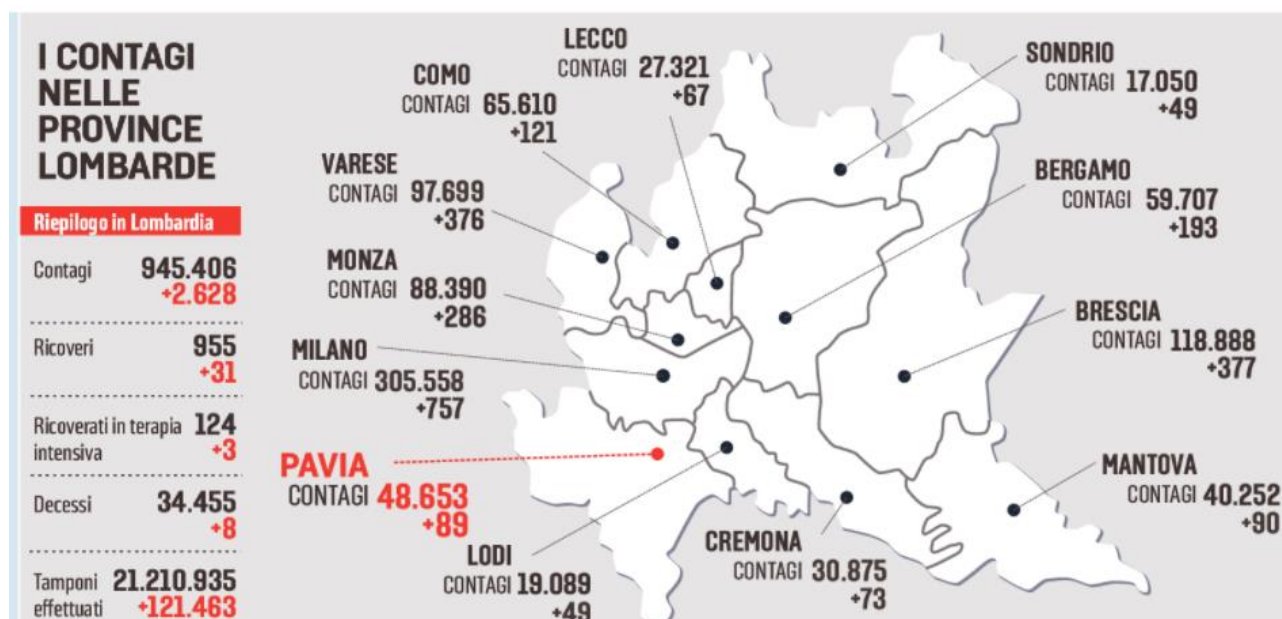 I CONTAGI
NELLE
PROVINCE
LOMBARDE
Riepilogo in Lombardia
Contagi 945.406
+2.628
Ricoveri 955
+31
Ricoverati in terapia 124
intensiva +3
Decessi 34.455
+8
Tamponi 21.210.935
effettuati +121.463
LECCO
CONTAGI 27.321
+67
COMO
CONTAGI 65.610
+121
VARESE
CONTAGI 97.699
+376
MONZA
CONTAGI 88.390
+286
MILANO
CONTAGI 305.558
+757
PAVIA
CONTAGI 48.653
+89
LODI
CONTAGI 19.089
+49
CREMONA
CONTAGI 30.875
+73
SONDRIO
CONTAGI 17.050
+49
BERGAMO
CONTAGI 59.707
+193
BRESCIA
CONTAGI 118.888
+377
MANTOVA
CONTAGI 40.252
+90